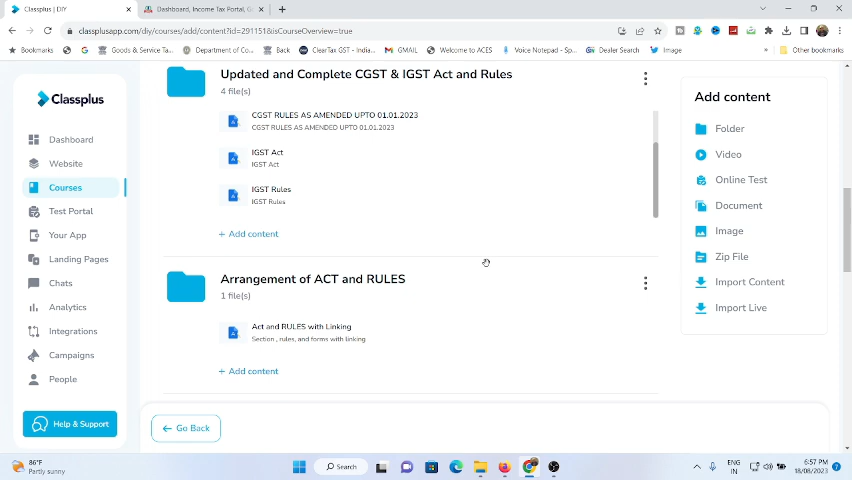 Classplus | DIY
Dashboard, Income Tax Portal, G
classplusapp.com/diy/courses/add/content?id=291151&isCourseOverview=true
Bookmarks
Goods & Service Ta...
Department of Co...
Back
ClearTax GST - India...
GMAIL
Welcome to ACES
Voice Notepad - Sp...
Dealer Search
Image
»
Other bookmarks
Classplus
Dashboard
Website
Courses
Test Portal
Your App
Landing Pages
Chats
Analytics
Integrations
Campaigns
People
Help & Support
Updated and Complete CGST & IGST Act and Rules
4 file(s)
CGST RULES AS AMENDED UPTO 01.01.2023
CGST RULES AS AMENDED UPTO 01.01.2023
IGST Act
IGST Act
IGST Rules
IGST Rules
+ Add content
Arrangement of ACT and RULES
1 file(s)
Act and RULES with Linking
Section , rules, and forms with linking
+ Add content
Go Back
Add content
Folder
Video
Online Test
Document
Image
Zip File
Import Content
Import Live
86°F
Partly sunny
Search
ENG
IN
6:57 PM
18/08/2023